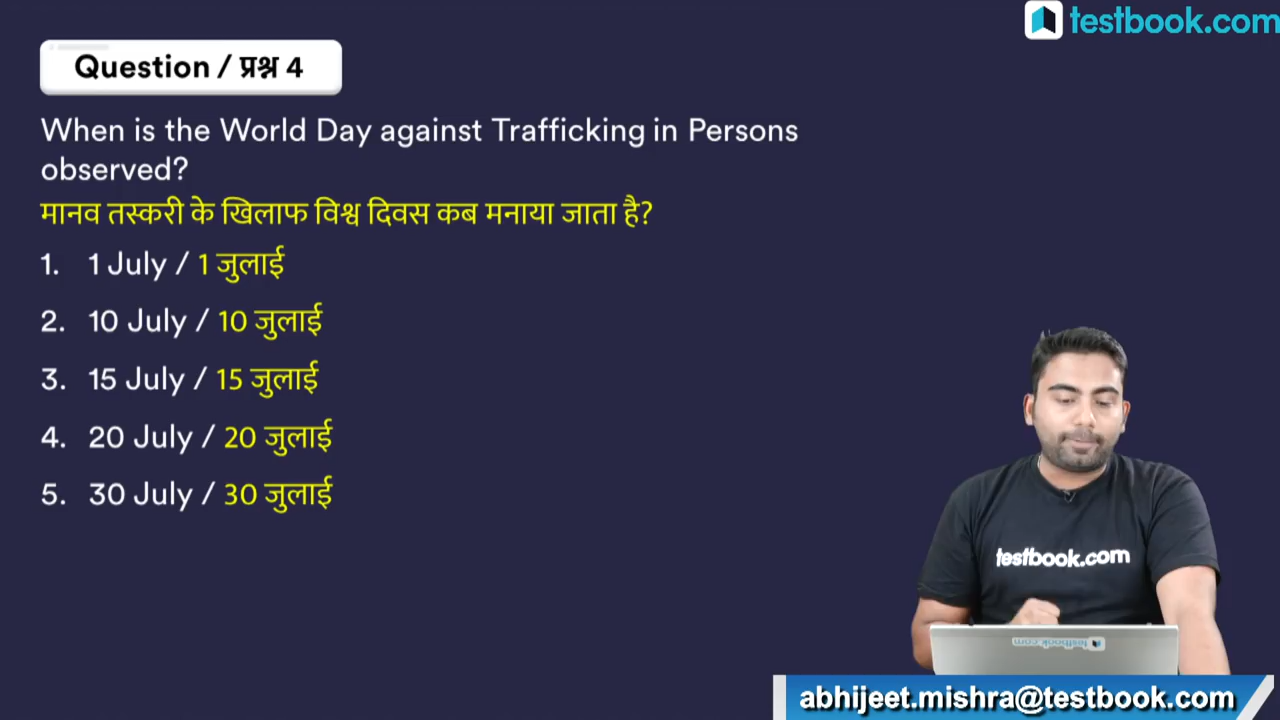 testbook.com
Question / प्रश्न 4
When is the World Day against Trafficking in Persons
observed?
मानव तस्करी के खिलाफ विश्व दिवस कब मनाया जाता है?
1. 1 July / 1 जुलाई
2. 10 July / 10 जुलाई
3. 15 July / 15 जुलाई
4. 20 July / 20 जुलाई
5. 30 July / 30 जुलाई
testbook.com
testbook.com
abhijeet.mishra@testbook.com